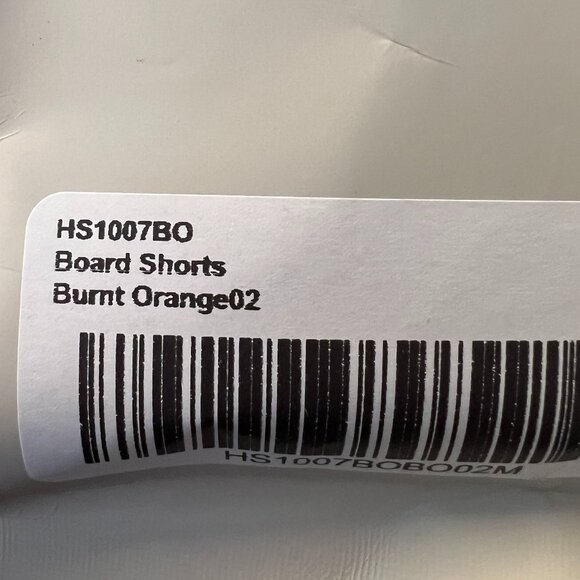 HS1007BO
Board Shorts
Burnt Orange02
HS1007BOBO02M